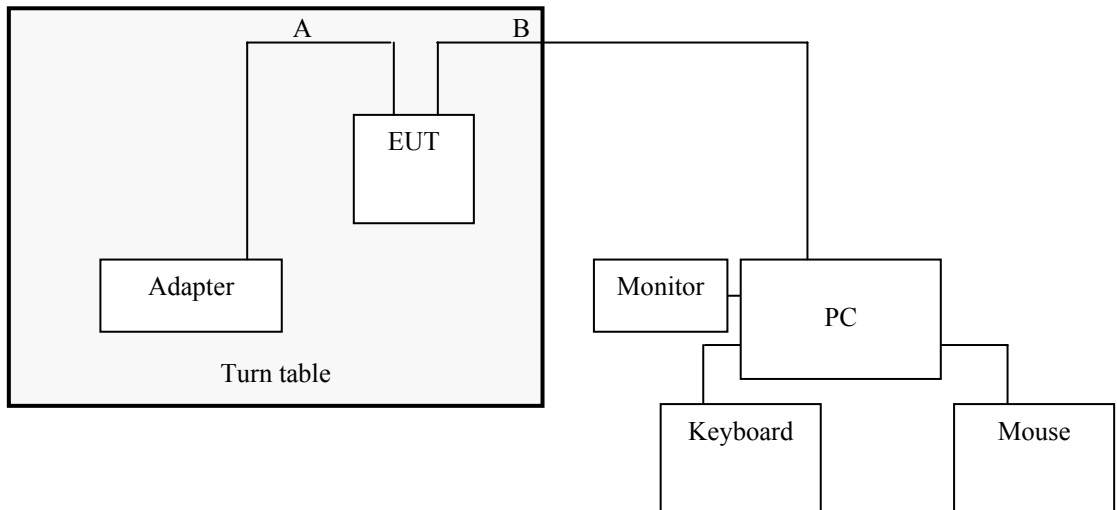 A
B
EUT
Adapter
Monitor
PC
Turn table
Keyboard
Mouse